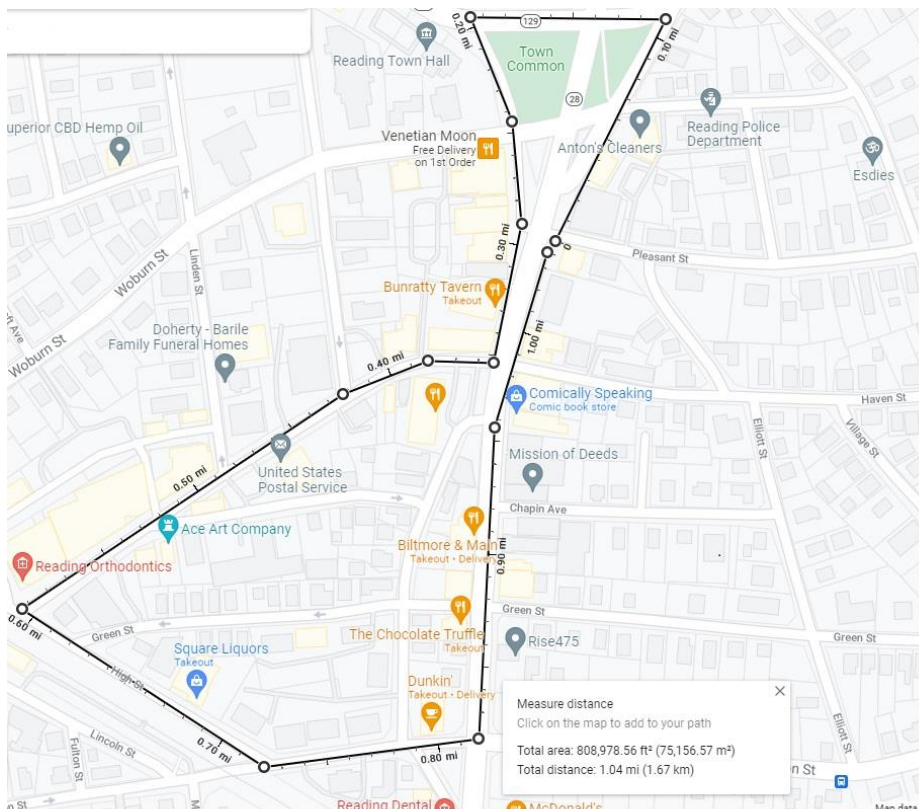 0.20 mi
129
0.10 mi
Reading Town Hall
Town
Common
28
uperior CBD Hemp Oil
Venetian Moon
Free Delivery
on 1st Order
Anton's Cleaners
Reading Police
Department
Esdies
Woburn St
Linden St
0.30 mi
0
Pleasant St
Bunratty Tavern
Takeout
Woburn St
Doherty - Barile
Family Funeral Homes
1.00 mi
0.40 mi
Comically Speaking
Comic book store
Haven St
Elliott St
Village St
Mission of Deeds
United States
Postal Service
0.50 mi
Chapin Ave
Ace Art Company
Biltmore & Main
Takeout • Delivery
0.90 mi
Reading Orthodontics
0.60 mi
Green St
Green St
Green St
The Chocolate Truffle
Takeout
Rise475
Square Liquors
Takeout
High St
Dunkin'
Takeout • Delivery
Measure distance
Click on the map to add to your path
Total area: 808,978.56 ft² (75,156.57 m²)
Total distance: 1.04 mi (1.67 km)
Elliott St
Lincoln St
Fulton St
0.70 mi
0.80 mi
on St
Reading Dental
McDonald's
Map data